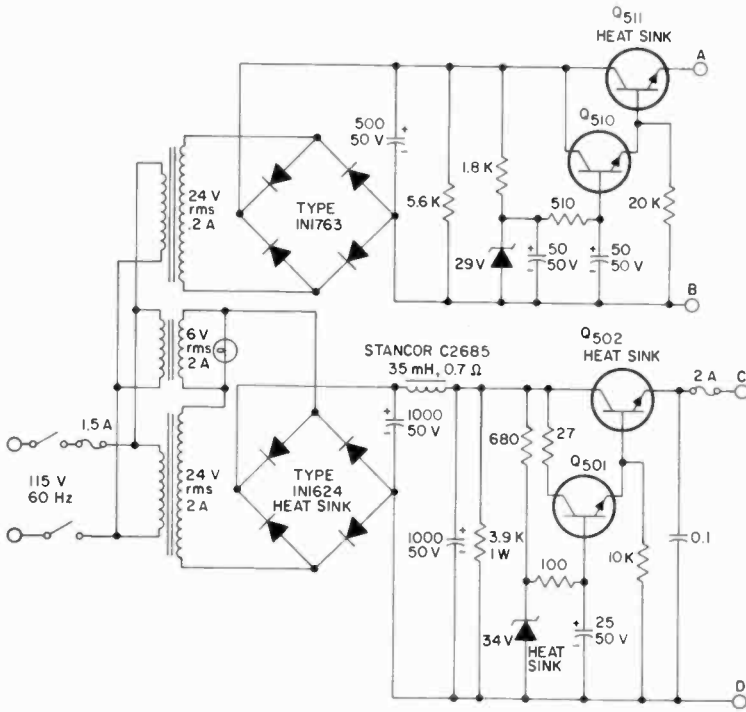 Q511
HEAT SINK
A
Q510
500
50 V
+
-
1.8 K
24 V
rms
.2 A
TYPE
IN1763
5.6 K
510
20 K
29 V
+
-
50
50 V
+
-
50
50 V
B
6 V
rms
2 A
STANCOR C2685
35 mH, 0.7 Ω
Q502
HEAT SINK
2 A
C
1.5 A
+
-
1000
50 V
680
27
Q501
115 V
60 Hz
24 V
rms
2 A
TYPE
IN1624
HEAT SINK
1000
50 V
+
-
3.9 K
1 W
100
10K
0.1
34 V
HEAT
SINK
+
-
25
50 V
D